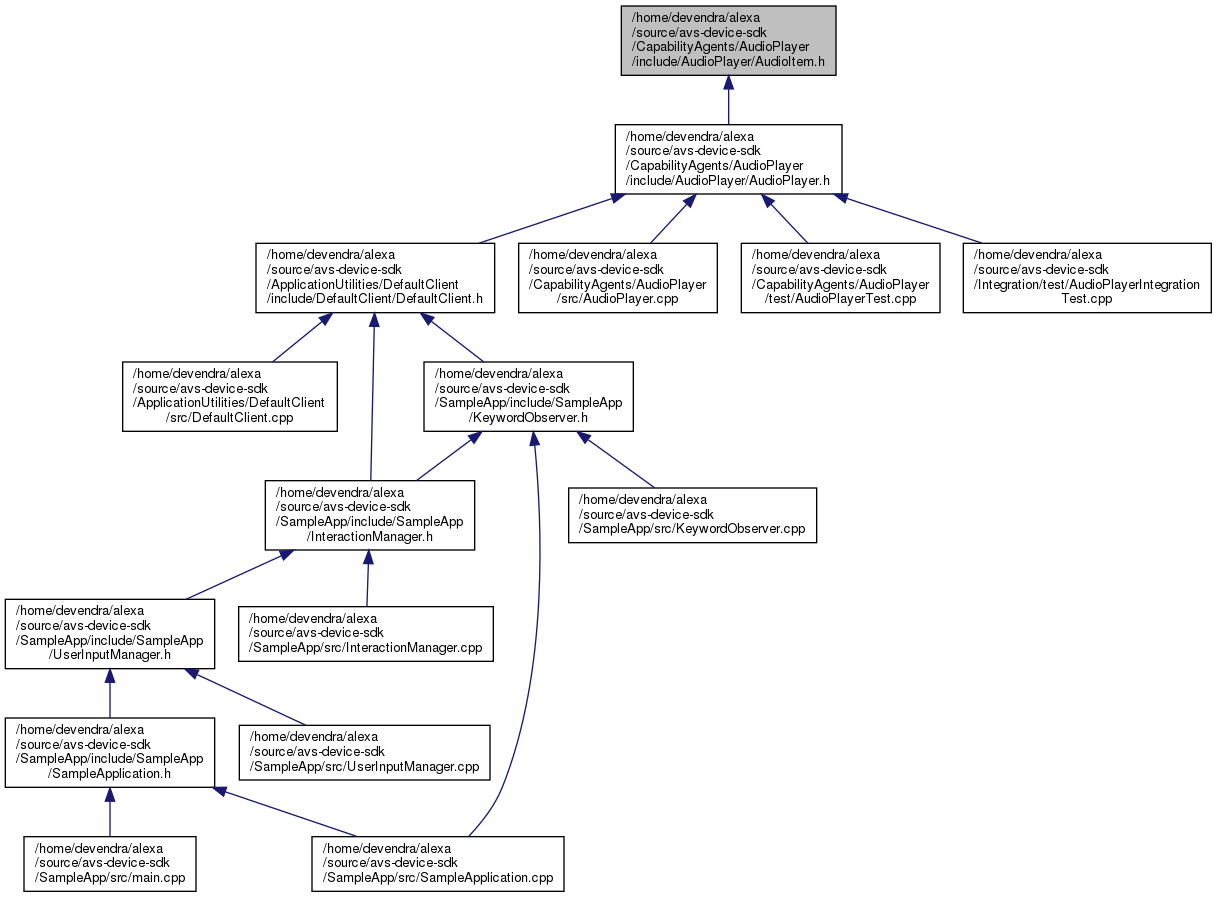 /home/devendra/alexa
/source/avs-device-sdk
/CapabilityAgents/AudioPlayer
/include/AudioPlayer/AudioItem.h
/home/devendra/alexa
/source/avs-device-sdk
/CapabilityAgents/AudioPlayer
/include/AudioPlayer/AudioPlayer.h
/home/devendra/alexa
/source/avs-device-sdk
/ApplicationUtilities/DefaultClient
/include/DefaultClient/DefaultClient.h
/home/devendra/alexa
/source/avs-device-sdk
/CapabilityAgents/AudioPlayer
/src/AudioPlayer.cpp
/home/devendra/alexa
/source/avs-device-sdk
/CapabilityAgents/AudioPlayer
/test/AudioPlayerTest.cpp
/home/devendra/alexa
/source/avs-device-sdk
/Integration/test/AudioPlayerIntegration
Test.cpp
/home/devendra/alexa
/source/avs-device-sdk
/ApplicationUtilities/DefaultClient
/src/DefaultClient.cpp
/home/devendra/alexa
/source/avs-device-sdk
/SampleApp/include/SampleApp
/KeywordObserver.h
/home/devendra/alexa
/source/avs-device-sdk
/SampleApp/include/SampleApp
/InteractionManager.h
/home/devendra/alexa
/source/avs-device-sdk
/SampleApp/src/KeywordObserver.cpp
/home/devendra/alexa
/source/avs-device-sdk
/SampleApp/include/SampleApp
/UserInputManager.h
/home/devendra/alexa
/source/avs-device-sdk
/SampleApp/src/InteractionManager.cpp
/home/devendra/alexa
/source/avs-device-sdk
/SampleApp/include/SampleApp
/SampleApplication.h
/home/devendra/alexa
/source/avs-device-sdk
/SampleApp/src/UserInputManager.cpp
/home/devendra/alexa
/source/avs-device-sdk
/SampleApp/src/main.cpp
/home/devendra/alexa
/source/avs-device-sdk
/SampleApp/src/SampleApplication.cpp